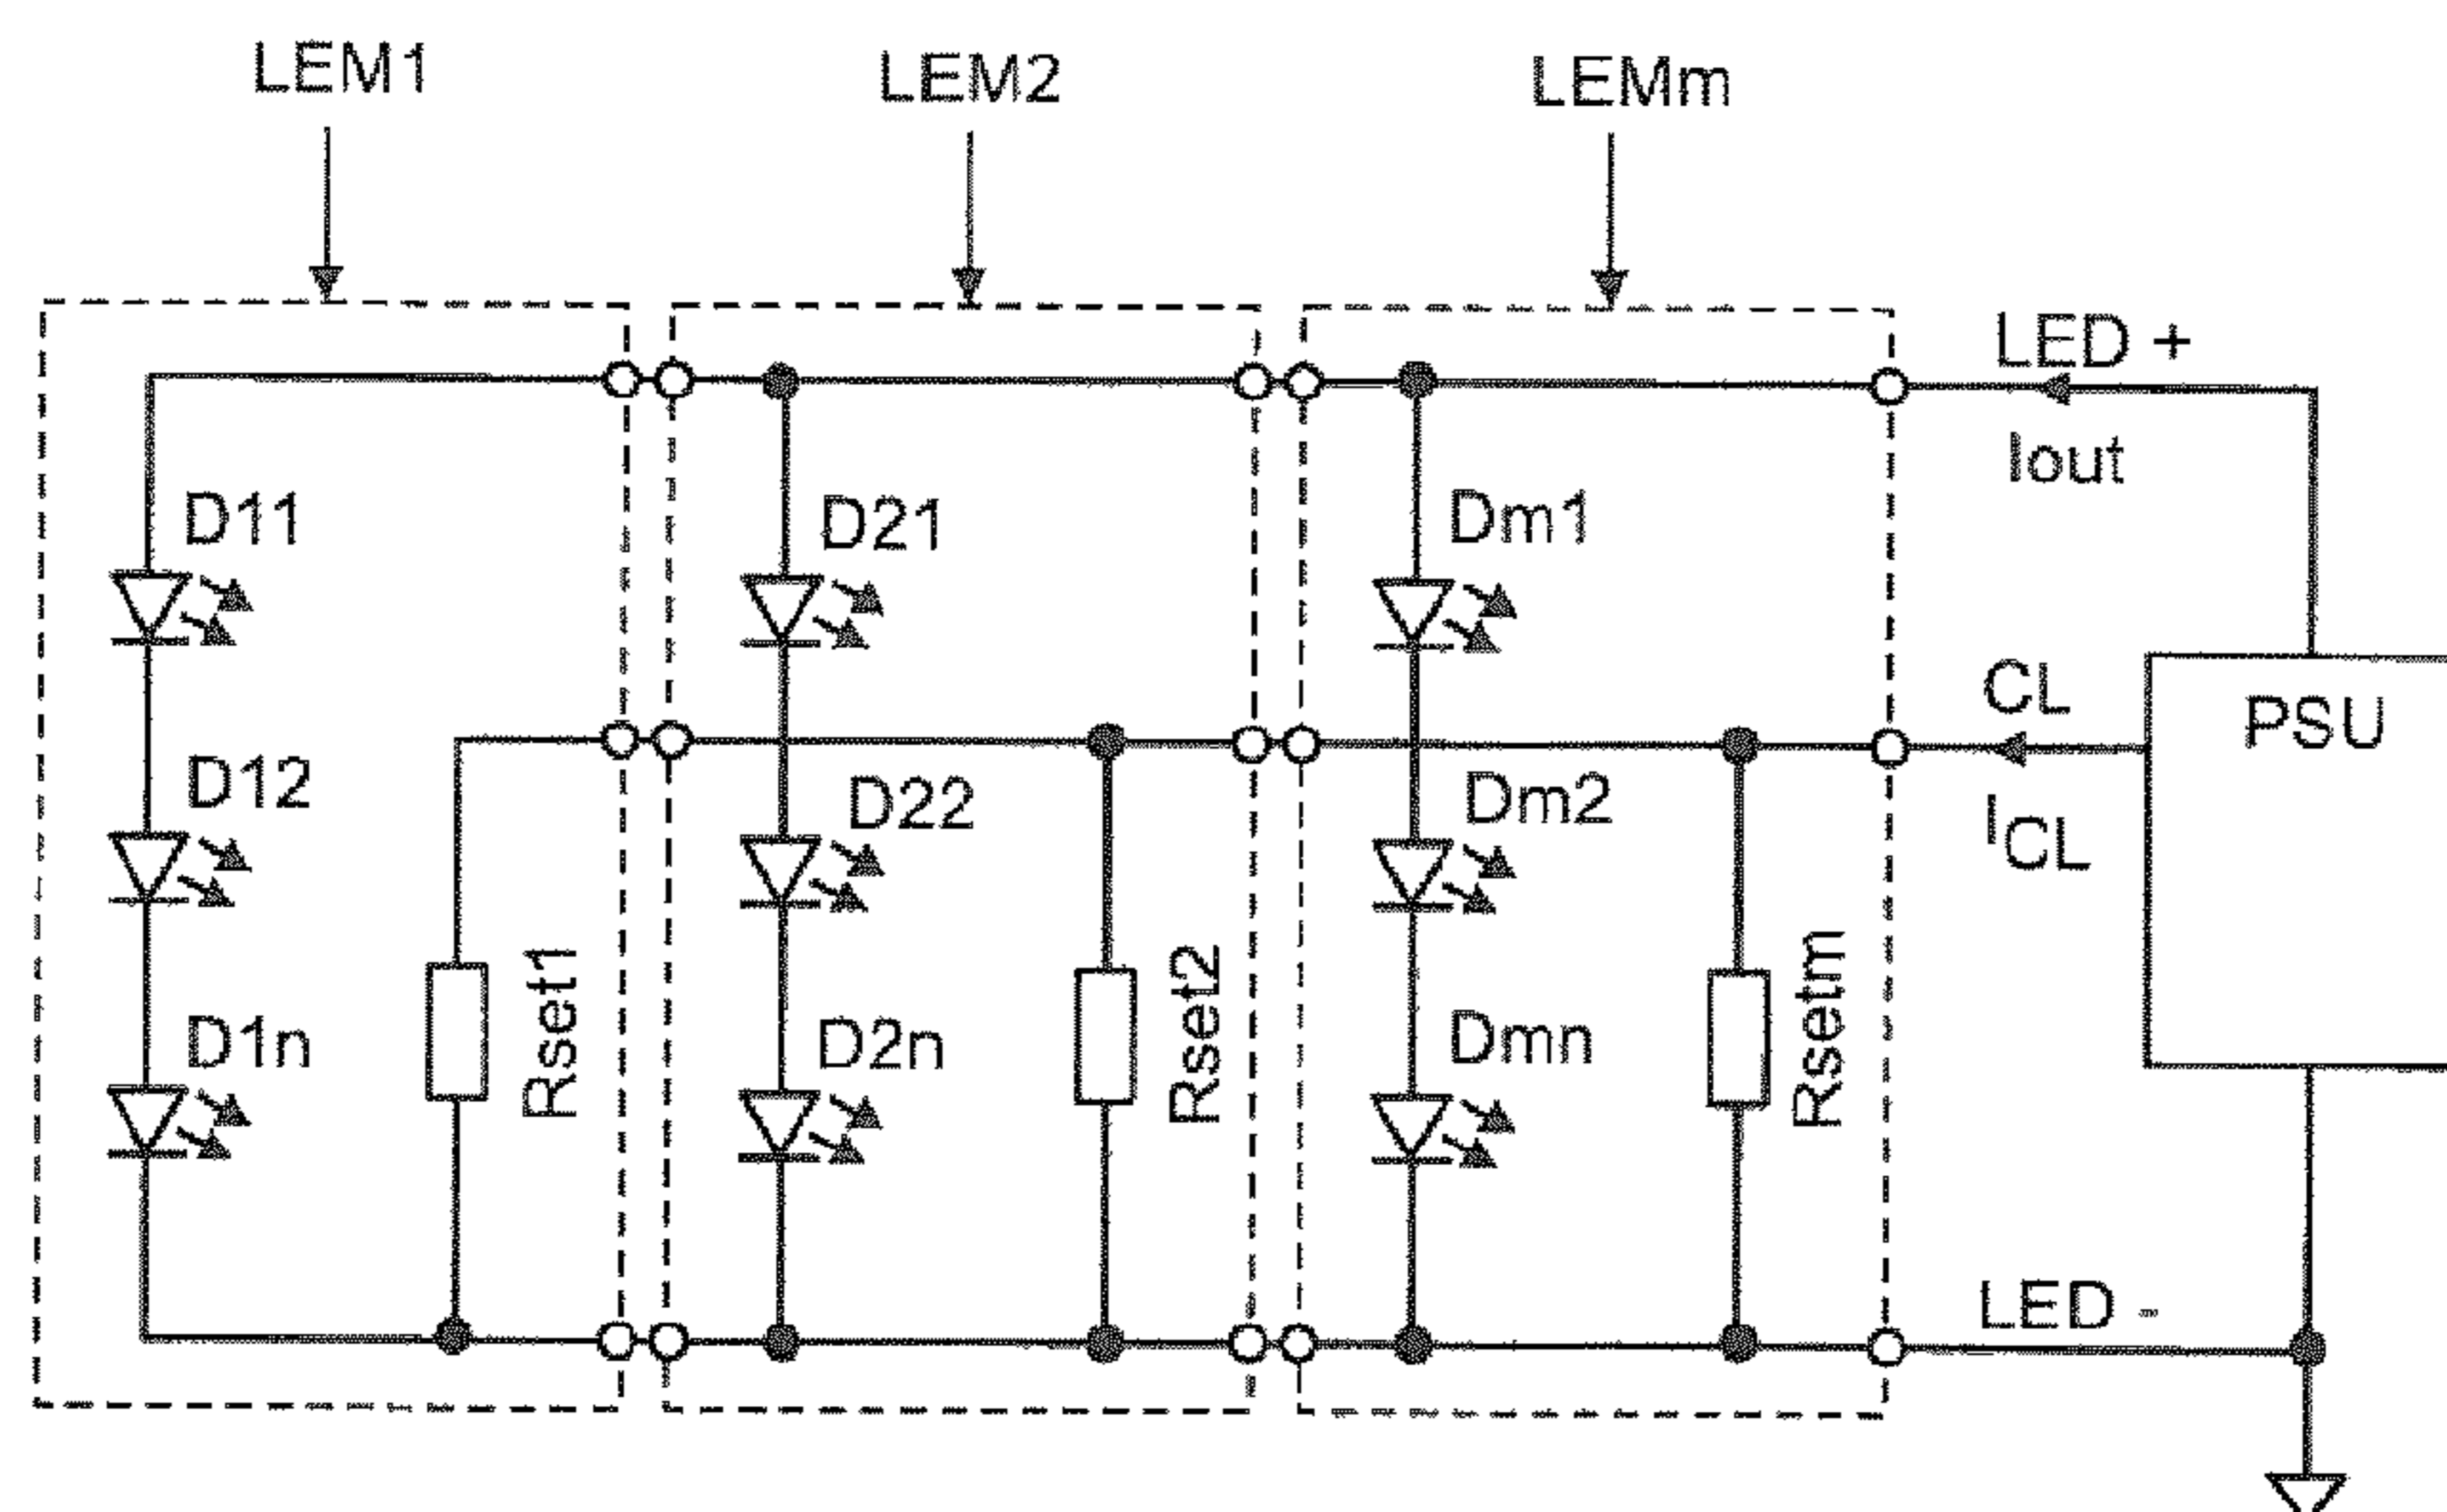 LEM1
LEM2
LEMm
LED +
Iout
D11
D21
Dm1
CL
PSU
D12
D22
Dm2
ICL
Rset1
Rset2
Rsetm
D1n
D2n
Dmn
LED -